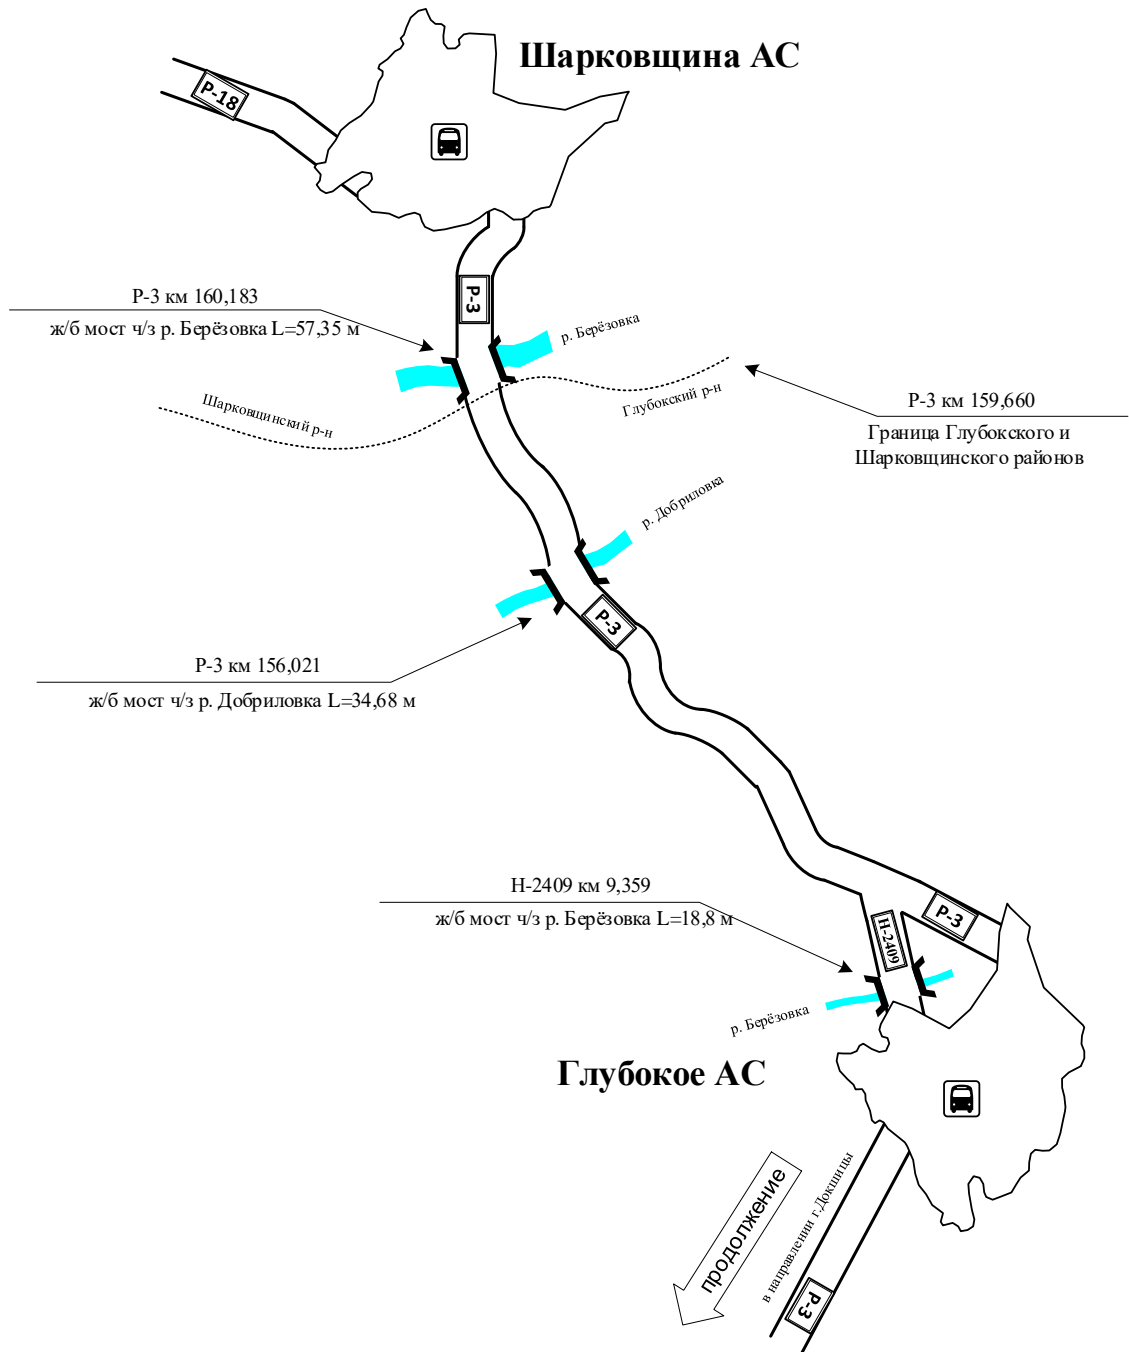 Шарковщина АС
Р-18
Р-3 км 160,183
ж/б мост ч/з р. Берёзовка L=57,35 м
Р-3
р. Берёзовка
Шарковщинский р-н
Глубокский р-н
Р-3 км 159,660
Граница Глубокского и
Шарковщинского районов
р. Добриловка
Р-3
Р-3 км 156,021
ж/б мост ч/з р. Добриловка L=34,68 м
Н-2409 км 9,359
ж/б мост ч/з р. Берёзовка L=18,8 м
Р-3
Н-2409
р. Берёзовка
Глубокое АС
продолжение
в направлении г.Докшицы
Р-3